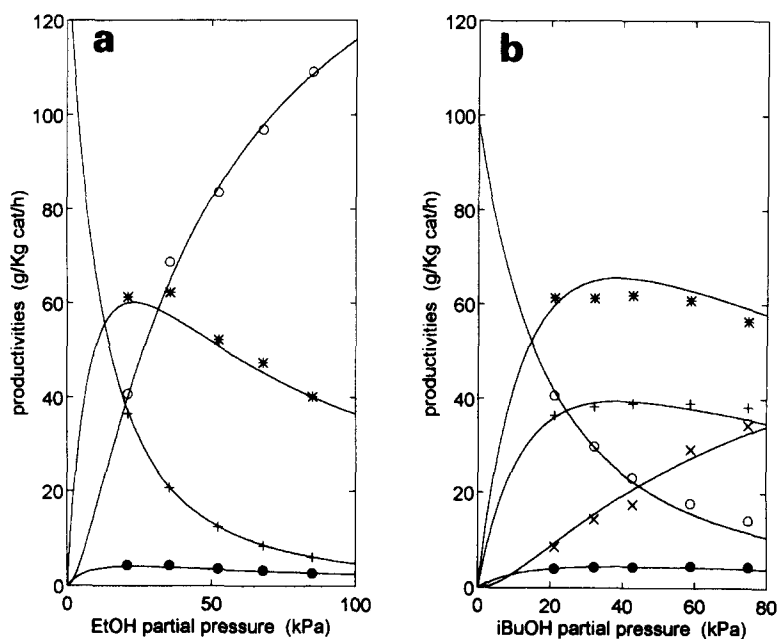 a
productivities (g/Kg cat/h)
120
100
80
60
40
20
0
0 50 100
EtOH partial pressure (kPa)
b
productivities (g/Kg cat/h)
120
100
80
60
40
20
0
0 20 40 60 80
iBuOH partial pressure (kPa)